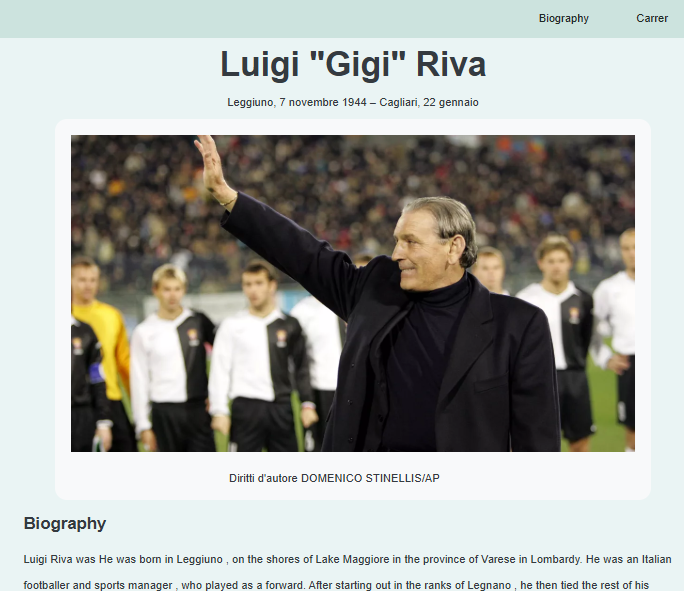 Biography Carrer
Luigi "Gigi" Riva
Leggiuno, 7 novembre 1944 – Cagliari, 22 gennaio
Diritti d'autore DOMENICO STINELLIS/AP
Biography
Luigi Riva was He was born in Leggiuno , on the shores of Lake Maggiore in the province of Varese in Lombardy. He was an Italian
footballer and sports manager , who played as a forward. After starting out in the ranks of Legnano , he then tied the rest of his